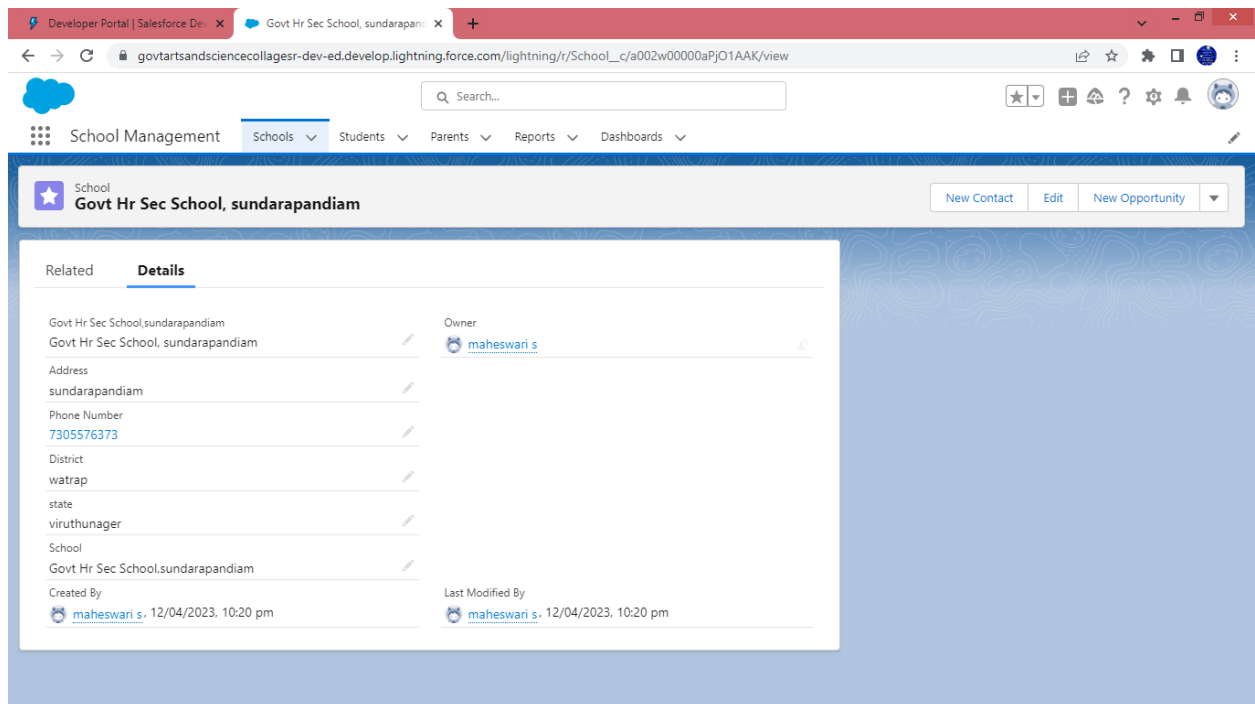 Developer Portal | Salesforce Dev
Govt Hr Sec School, sundarapand
govtartsandsciencecollagesr-dev-ed.develop.lightning.force.com/lightning/r/School__c/a002w00000aPjO1AAK/view
Search...
School Management Schools Students Parents Reports Dashboards
School
Govt Hr Sec School, sundarapandiam
New Contact Edit New Opportunity
Related Details
Govt Hr Sec School,sundarapandiam
Govt Hr Sec School, sundarapandiam
Owner
maheswari s
Address
sundarapandiam
Phone Number
7305576373
District
watrap
state
viruthunager
School
Govt Hr Sec School,sundarapandiam
Created By
maheswari s, 12/04/2023, 10:20 pm
Last Modified By
maheswari s, 12/04/2023, 10:20 pm